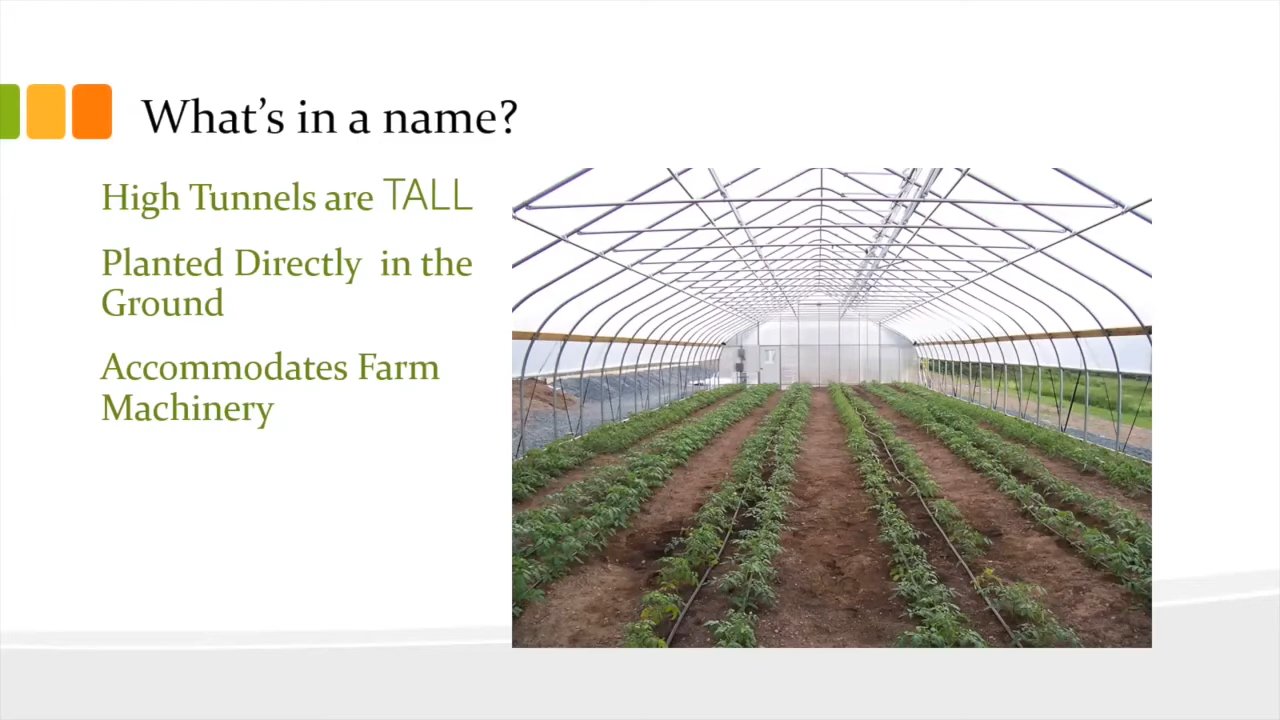 What's in a name?
High Tunnels are TALL
Planted Directly  in the
Ground
Accommodates Farm
Machinery